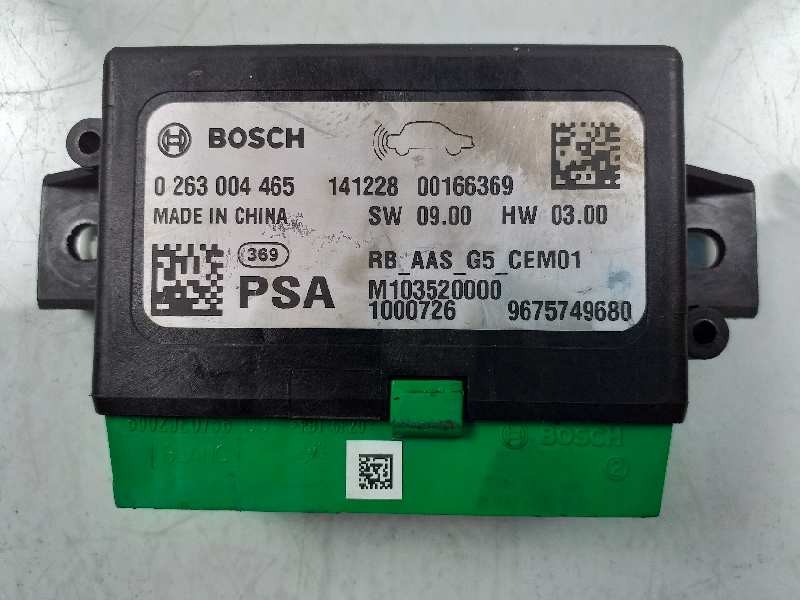 BOSCH
0 263 004 465 141228 00166369
MADE IN CHINA SW 09.00 HW 03.00
369 RB_AAS_G5_CEM01
PSA M103520000
1000726 9675749680
BOSCH
2